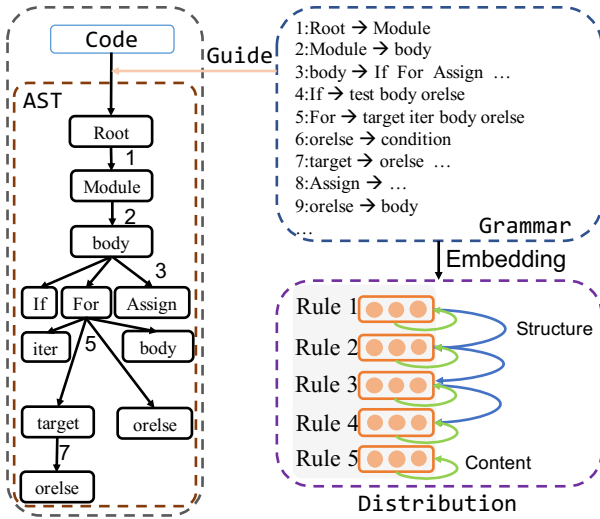 Code
Guide
AST
Root
1
Module
2
body
3
If For Assign
iter 5 body
target orelse
7
orelse
1:Root → Module
2:Module → body
3:body → If For Assign …
4:If → test body orelse
5:For → target iter body orelse
6:orelse → condition
7:target → orelse …
8:Assign → …
9:orelse → body
…
Grammar
Embedding
Rule 1
Structure
Rule 2
Rule 3
Rule 4
Rule 5
Content
Distribution